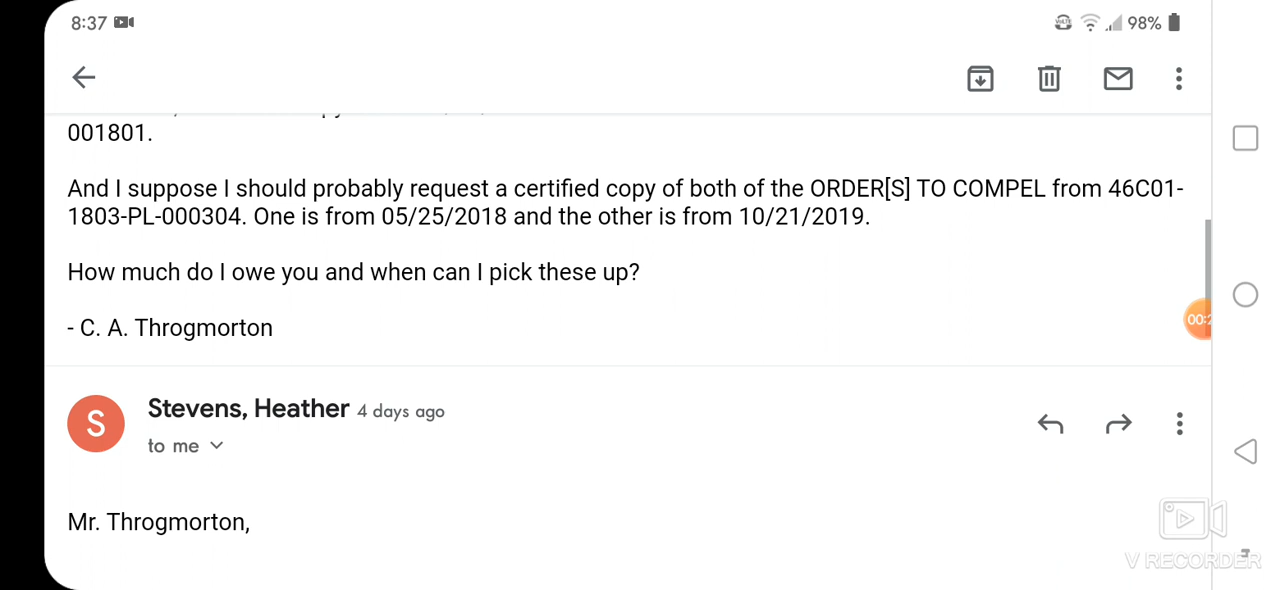 8:37
98%
001801.
And I suppose I should probably request a certified copy of both of the ORDER[S] TO COMPEL from 46C01-
1803-PL-000304. One is from 05/25/2018 and the other is from 10/21/2019.
How much do I owe you and when can I pick these up?
- C. A. Throgmorton
S
Stevens, Heather 4 days ago
to me
Mr. Throgmorton,
V RECORDER